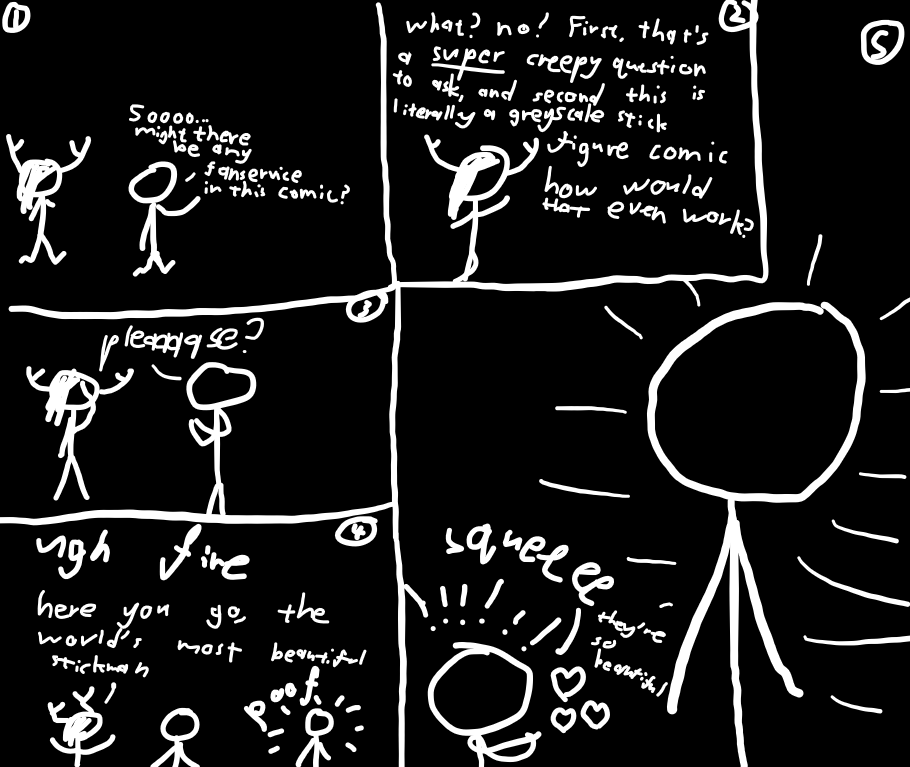 1
Soooo...
might there
be any
fanservice
in this comic?
2
what? no! First, that's
a super creepy question
to ask, and second this is
literally a greyscale stick
figure comic
how would
that even work?
3
pleaaase?
4
ugh fine
here you go, the
world's most beautiful
stickman
poof
5
squeeee
!!!!!!!
they're
so
beautiful